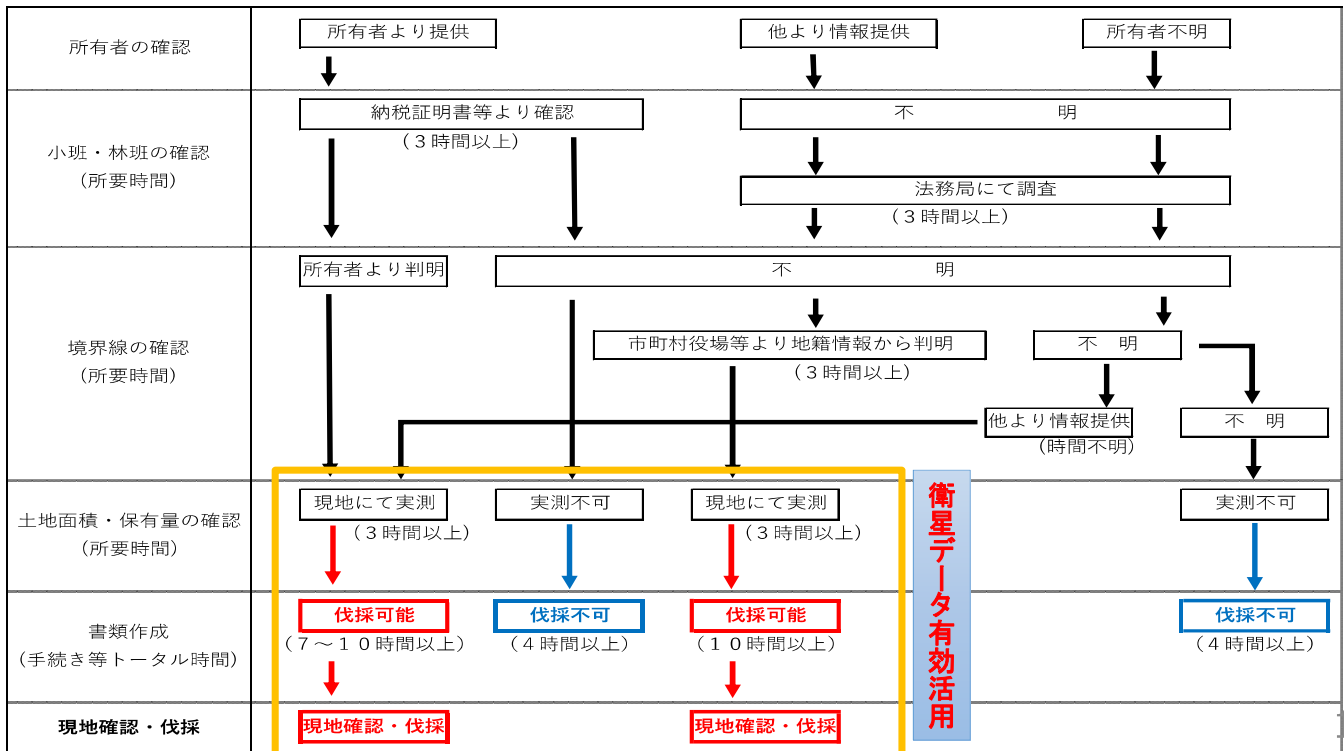 所有者の確認
所有者より提供
他より情報提供
所有者不明
小班・林班の確認
(所要時間)
納税証明書等より確認
(３時間以上)
不 明
法務局にて調査
(３時間以上)
境界線の確認
(所要時間)
所有者より判明
不 明
市町村役場等より地籍情報から判明
(３時間以上)
不 明
他より情報提供
(時間不明)
不 明
土地面積・保有量の確認
(所要時間)
現地にて実測
(３時間以上)
実測不可
現地にて実測
(３時間以上)
実測不可
衛星データ有効活用
書類作成
(手続き等トータル時間)
伐採可能
(７～１０時間以上)
伐採不可
(４時間以上)
伐採可能
(１０時間以上)
伐採不可
(４時間以上)
現地確認・伐採
現地確認・伐採
現地確認・伐採